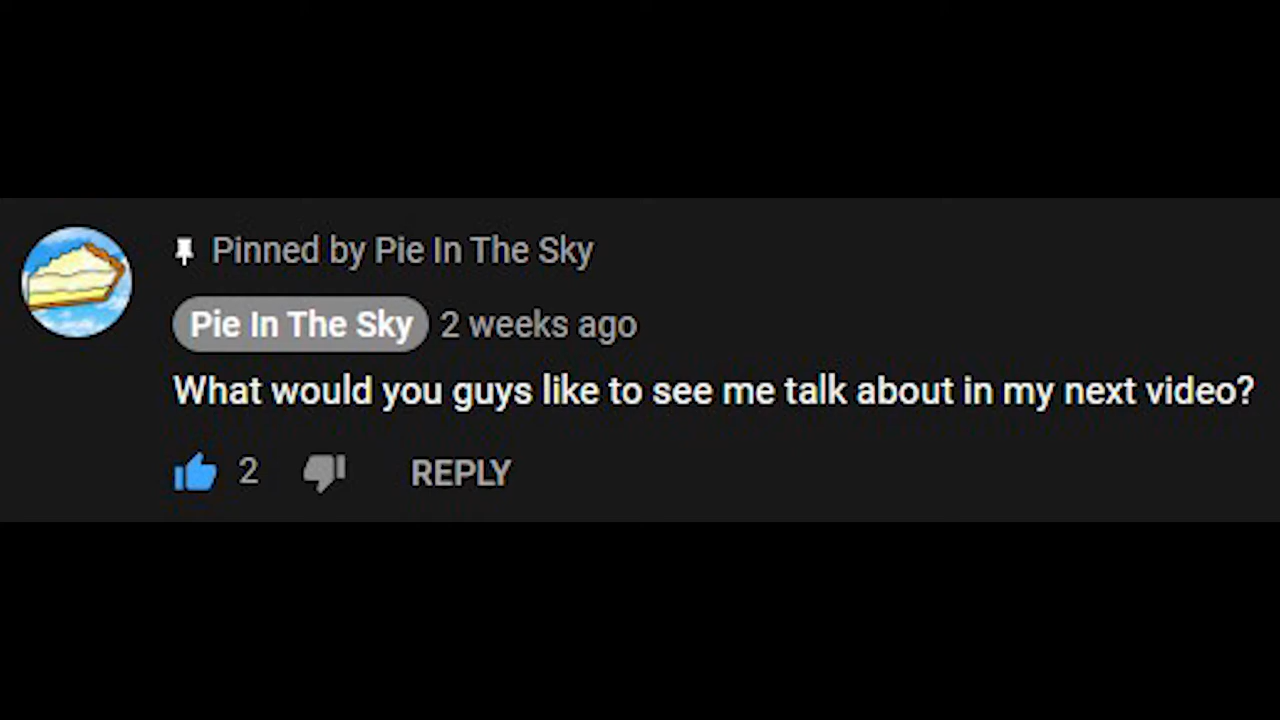 Pinned by Pie In The Sky
Pie In The Sky 2 weeks ago
What would you guys like to see me talk about in my next video?
2 REPLY